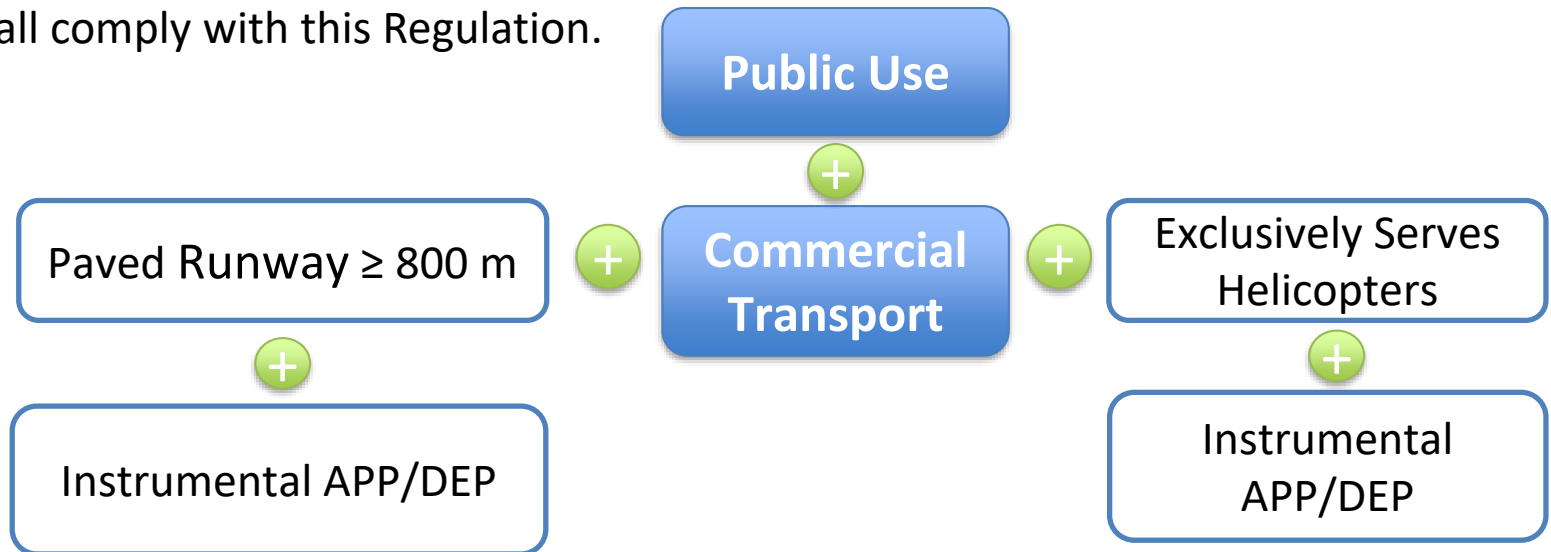 all comply with this Regulation.
Public Use
+
Paved Runway ≥ 800 m
+
Commercial
Transport
+
Exclusively Serves
Helicopters
+
+
Instrumental APP/DEP
Instrumental
APP/DEP